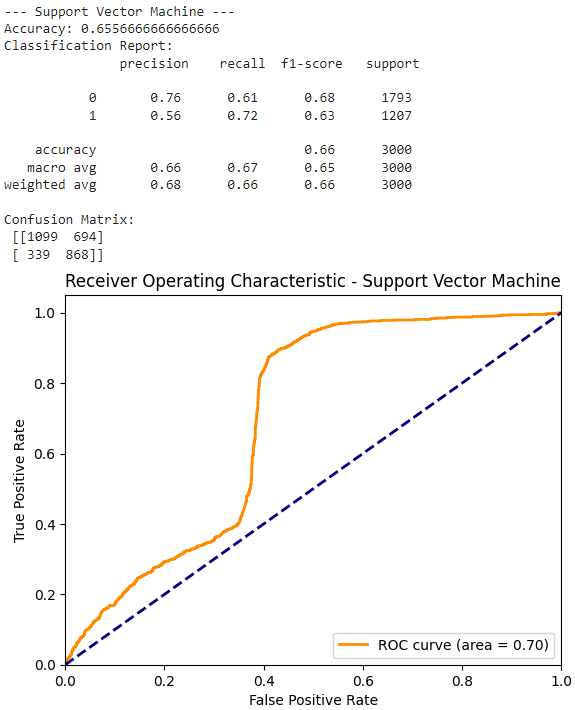 --- Support Vector Machine ---
Accuracy: 0.6556666666666666
Classification Report:
              precision    recall  f1-score   support

           0       0.76      0.61      0.68      1793
           1       0.56      0.72      0.63      1207

    accuracy                           0.66      3000
   macro avg       0.66      0.67      0.65      3000
weighted avg       0.68      0.66      0.66      3000

Confusion Matrix:
 [[1099  694]
 [ 339  868]]
Receiver Operating Characteristic - Support Vector Machine
True Positive Rate
1.0
0.8
0.6
0.4
0.2
0.0
ROC curve (area = 0.70)
0.0 0.2 0.4 0.6 0.8 1.0
False Positive Rate